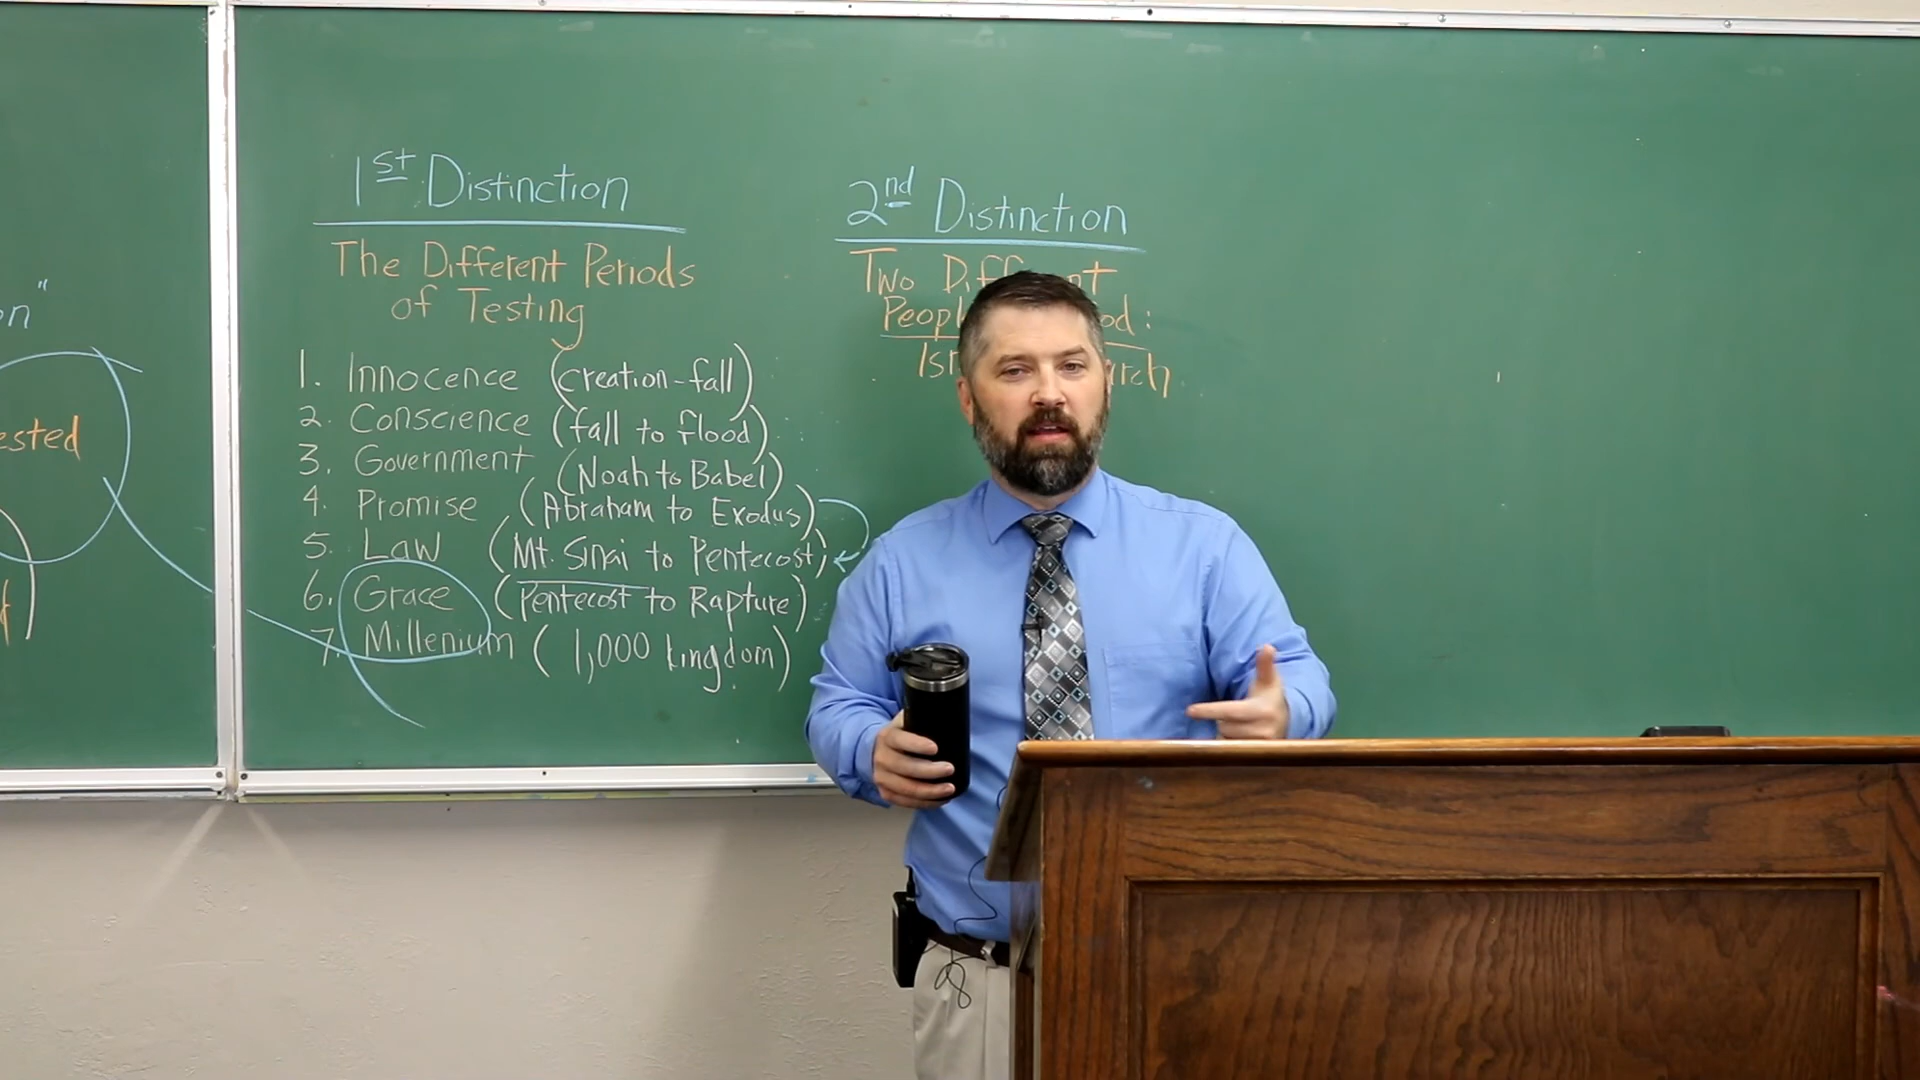 1st Distinction
The Different Periods
of Testing
1. Innocence (creation-fall)
2. Conscience (fall to flood)
3. Government (Noah to Babel)
4. Promise (Abraham to Exodus)
5. Law (Mt. Sinai to Pentecost)
6. Grace (Pentecost to Rapture)
7. Millenium (1,000 kingdom)
2nd Distinction
Two